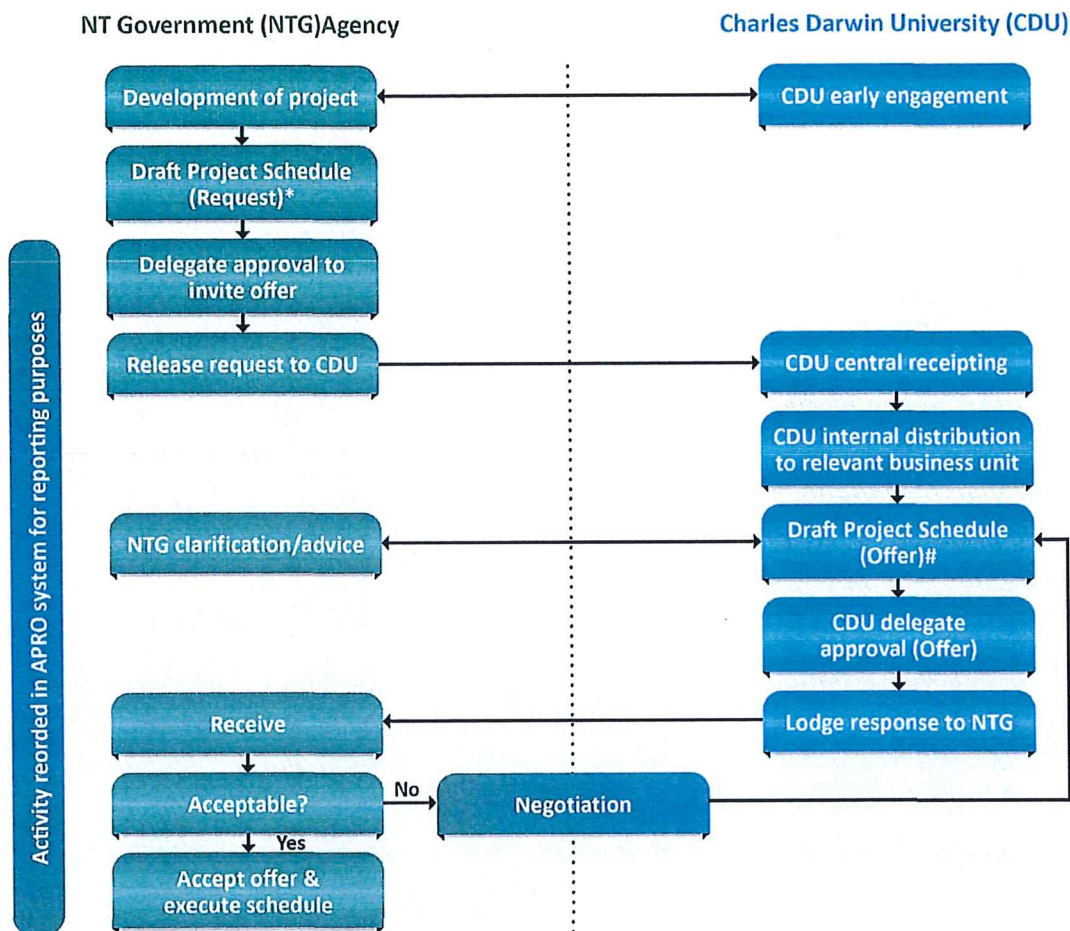 NT Government (NTG)Agency
Charles Darwin University (CDU)
Development of project
CDU early engagement
Draft Project Schedule
(Request)*
Delegate approval to
invite offer
Release request to CDU
CDU central receipting
CDU internal distribution
to relevant business unit
NTG clarification/advice
Draft Project Schedule
(Offer)#
CDU delegate
approval (Offer)
Receive
Lodge response to NTG
Acceptable?
No
Negotiation
Yes
Accept offer &
execute schedule
Activity reorded in APRO system for reporting purposes